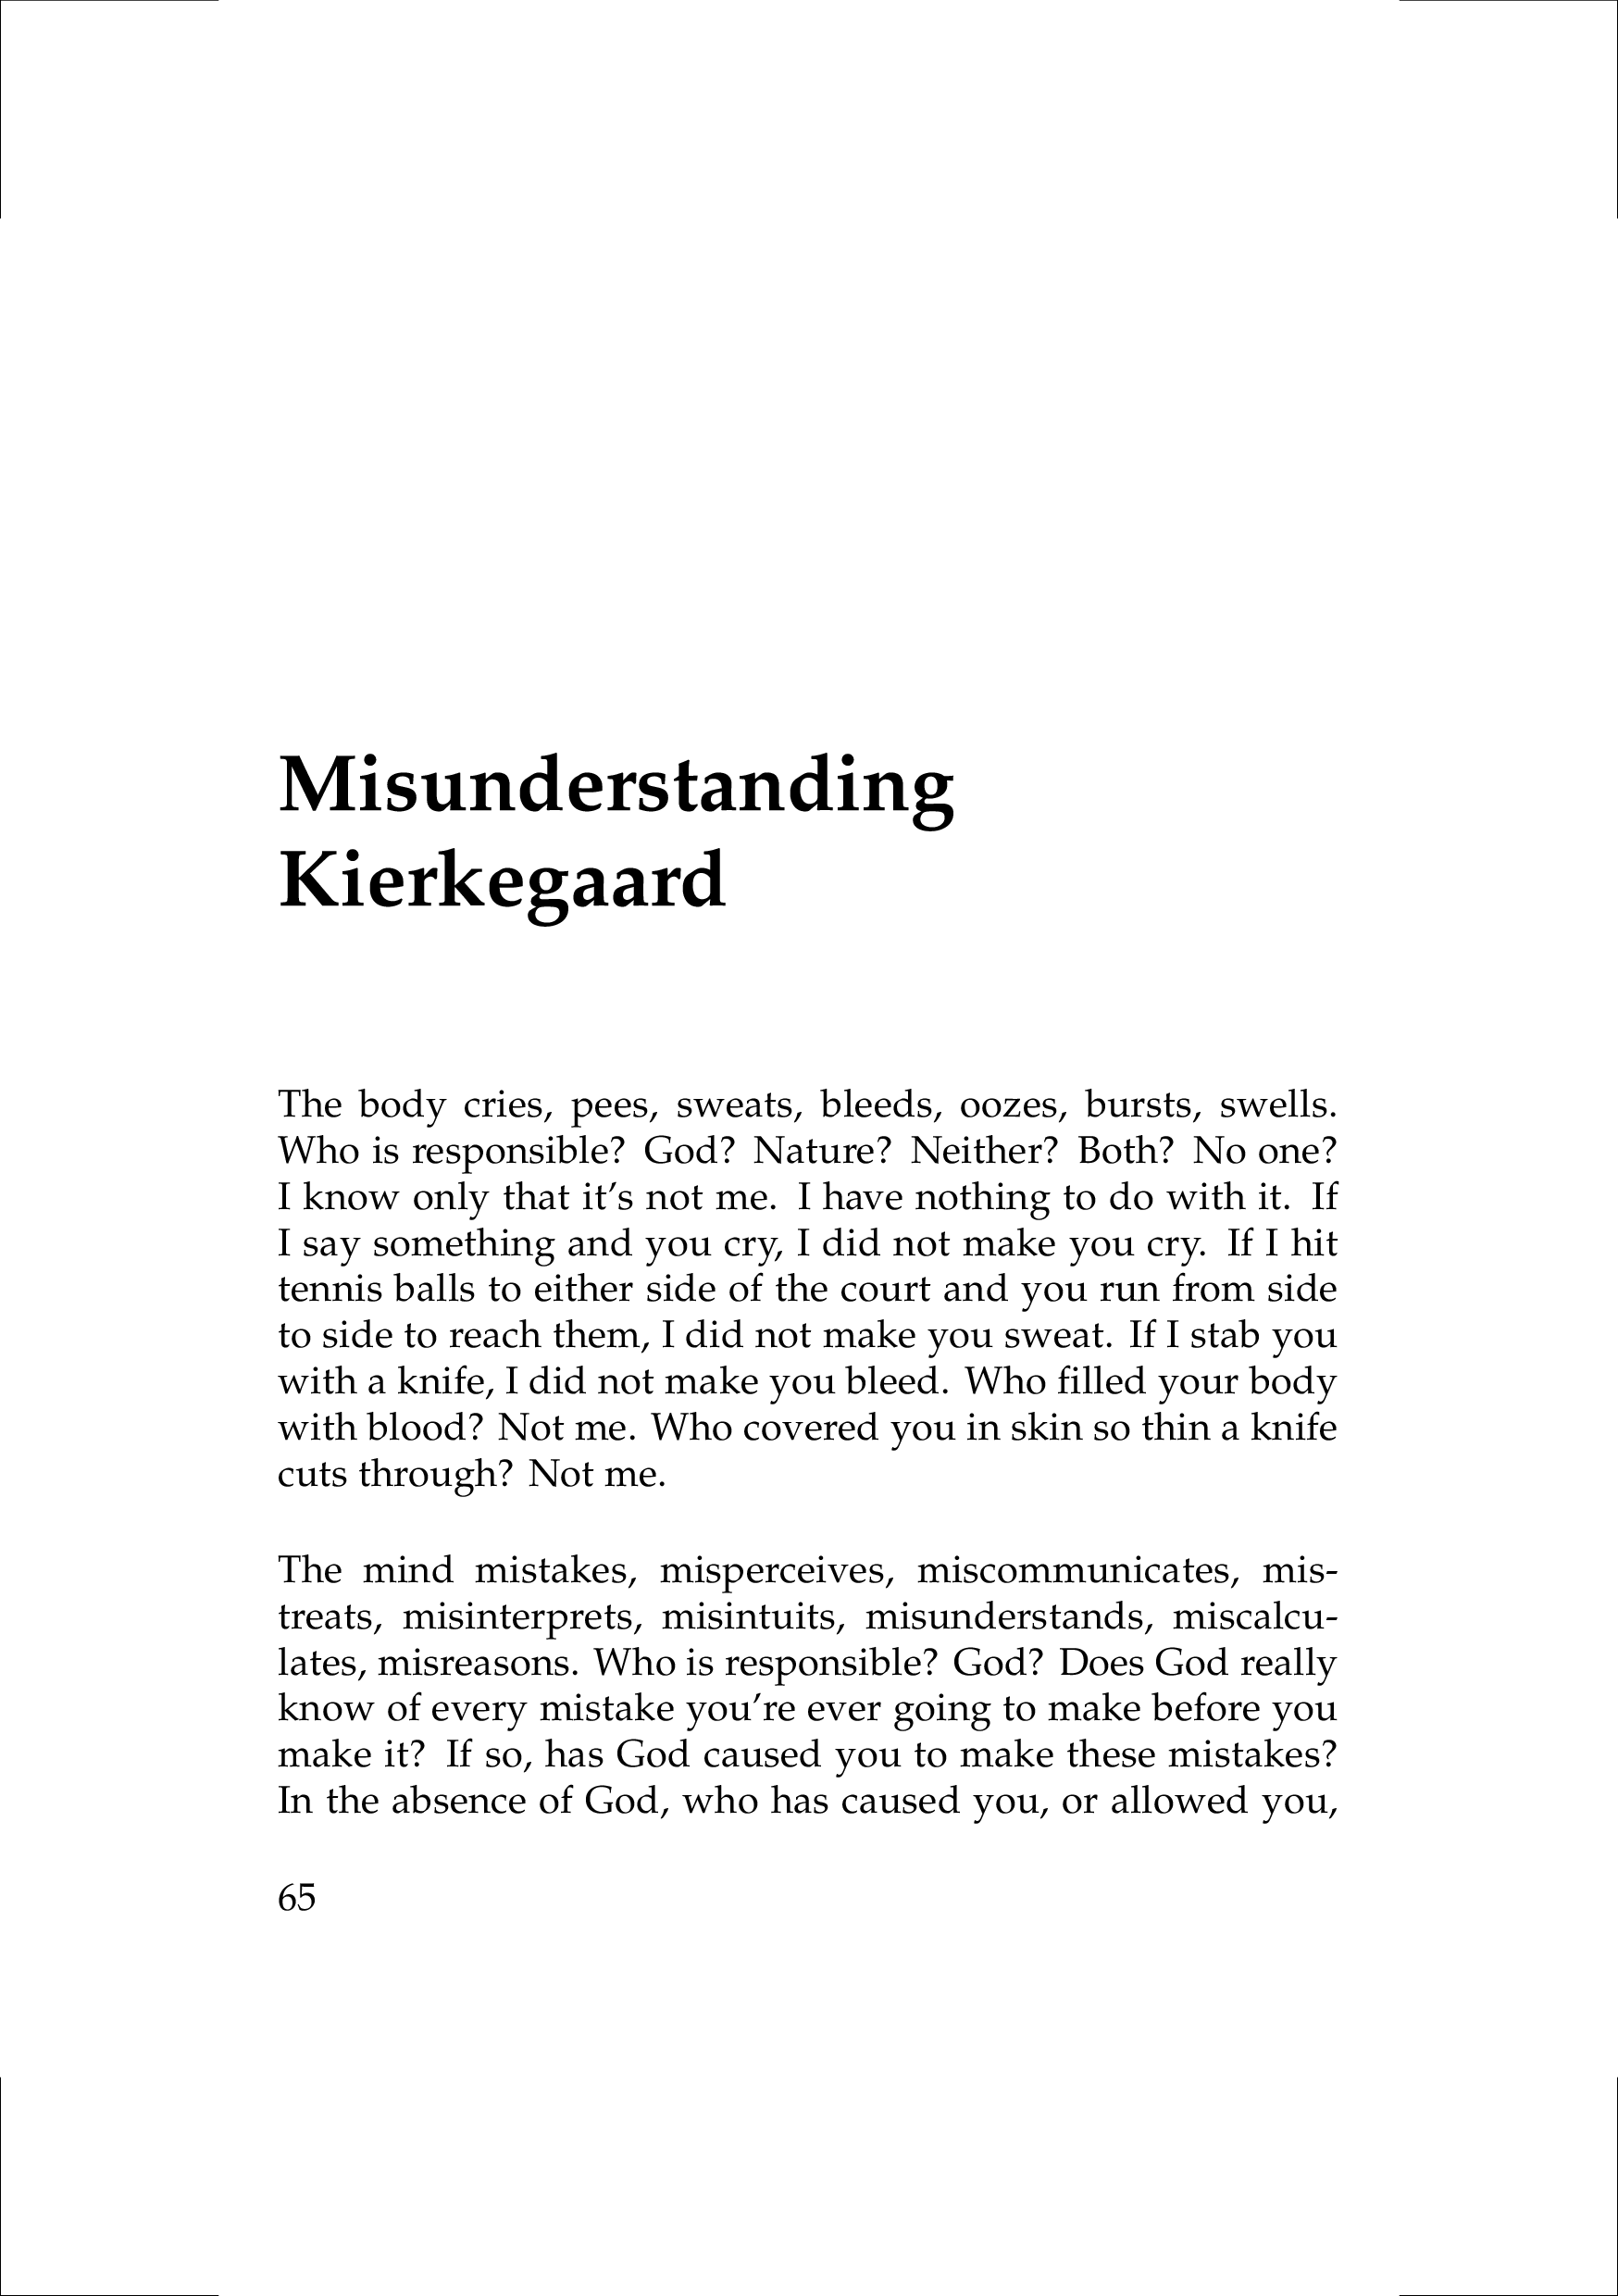 Misunderstanding
Kierkegaard
The body cries, pees, sweats, bleeds, oozes, bursts, swells.
Who is responsible? God? Nature? Neither? Both? No one?
I know only that it's not me. I have nothing to do with it. If
I say something and you cry, I did not make you cry. If I hit
tennis balls to either side of the court and you run from side
to side to reach them, I did not make you sweat. If I stab you
with a knife, I did not make you bleed. Who filled your body
with blood? Not me. Who covered you in skin so thin a knife
cuts through? Not me.
The mind mistakes, misperceives, miscommunicates, mis-
treats, misinterprets, misintuits, misunderstands, miscalcu-
lates, misreasons. Who is responsible? God? Does God really
know of every mistake you're ever going to make before you
make it? If so, has God caused you to make these mistakes?
In the absence of God, who has caused you, or allowed you,
65